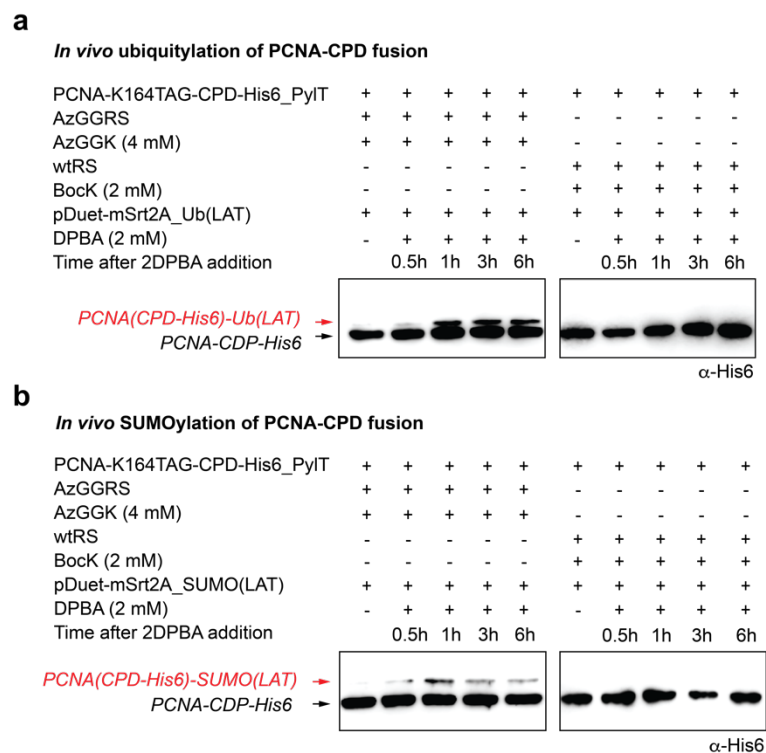 a
In vivo ubiquitylation of PCNA-CPD fusion
PCNA-K164TAG-CPD-His6_PylT + + + + + + + + + +
AzGGRS + + + + + - - - - -
AzGGK (4 mM) + + + + + - - - - -
wtRS - - - - - + + + + +
BocK (2 mM) - - - - - + + + + +
pDuet-mSrt2A_Ub(LAT) + + + + + + + + + +
DPBA (2 mM) - + + + + - + + + +
Time after 2DPBA addition 0.5h 1h 3h 6h 0.5h 1h 3h 6h
PCNA(CPD-His6)-Ub(LAT)
PCNA-CDP-His6
α-His6
b
In vivo SUMOylation of PCNA-CPD fusion
PCNA-K164TAG-CPD-His6_PylT + + + + + + + + + +
AzGGRS + + + + + - - - - -
AzGGK (4 mM) + + + + + - - - - -
wtRS - - - - - + + + + +
BocK (2 mM) - - - - - + + + + +
pDuet-mSrt2A_SUMO(LAT) + + + + + + + + + +
DPBA (2 mM) - + + + + - + + + +
Time after 2DPBA addition 0.5h 1h 3h 6h 0.5h 1h 3h 6h
PCNA(CPD-His6)-SUMO(LAT)
PCNA-CDP-His6
α-His6